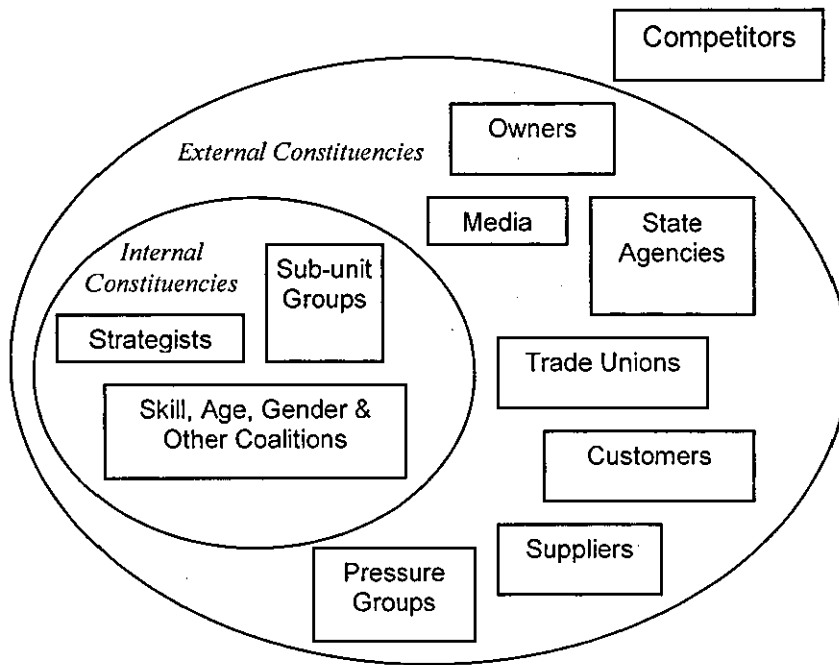 Competitors
External Constituencies
Owners
Media
State
Agencies
Internal
Constituencies
Sub-unit
Groups
Strategists
Skill, Age, Gender &
Other Coalitions
Trade Unions
Customers
Suppliers
Pressure
Groups